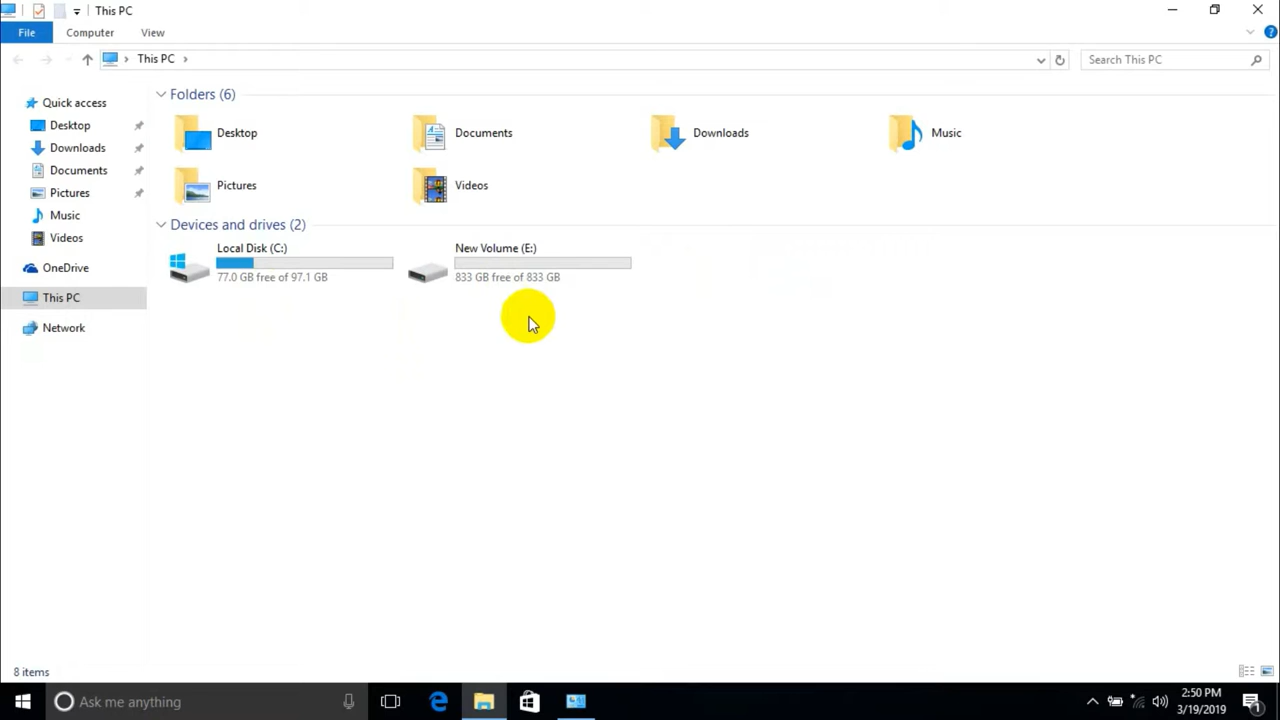 This PC
File
Computer
View
This PC
Search This PC
Quick access
Desktop
Downloads
Documents
Pictures
Music
Videos
OneDrive
This PC
Network
Folders (6)
Desktop
Documents
Downloads
Music
Pictures
Videos
Devices and drives (2)
Local Disk (C:)
77.0 GB free of 97.1 GB
New Volume (E:)
833 GB free of 833 GB
8 items
Ask me anything
2:50 PM
3/19/2019
1